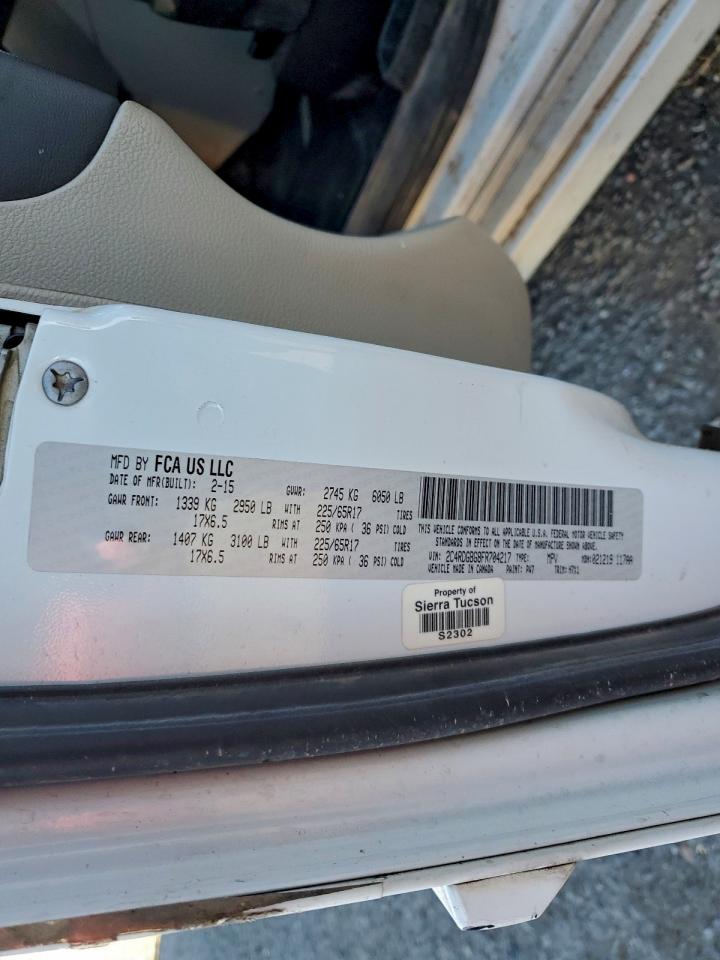 MFD BY FCA US LLC
DATE OF MFR(BUILT): 2-15 GVWR: 2745 KG 6050 LB
GAWR FRONT: 1339 KG 2950 LB WITH 225/65R17 TIRES
17X6.5 RIMS AT 250 KPA ( 36 PSI) COLD
GAWR REAR: 1407 KG 3100 LB WITH 225/65R17 TIRES
17X6.5 RIMS AT 250 KPA ( 36 PSI) COLD
THIS VEHICLE CONFORMS TO ALL APPLICABLE U.S.A. FEDERAL MOTOR VEHICLE SAFETY
STANDARDS IN EFFECT ON THE DATE OF MANUFACTURE SHOWN ABOVE.
VIN: 2C4RDGBG8FR704217 TYPE: MPV MDH: 021219 117AA
VEHICLE MADE IN CANADA PAINT: PW7 TRIM:
Property of
Sierra Tucson
S2302